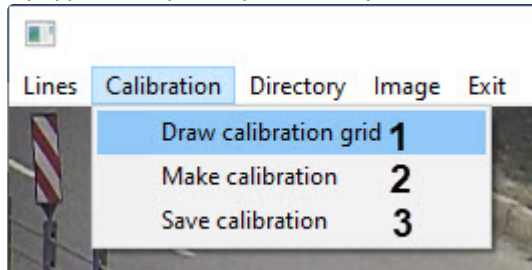 Lines Calibration Directory Image Exit
Draw calibration grid 1
Make calibration 2
Save calibration 3